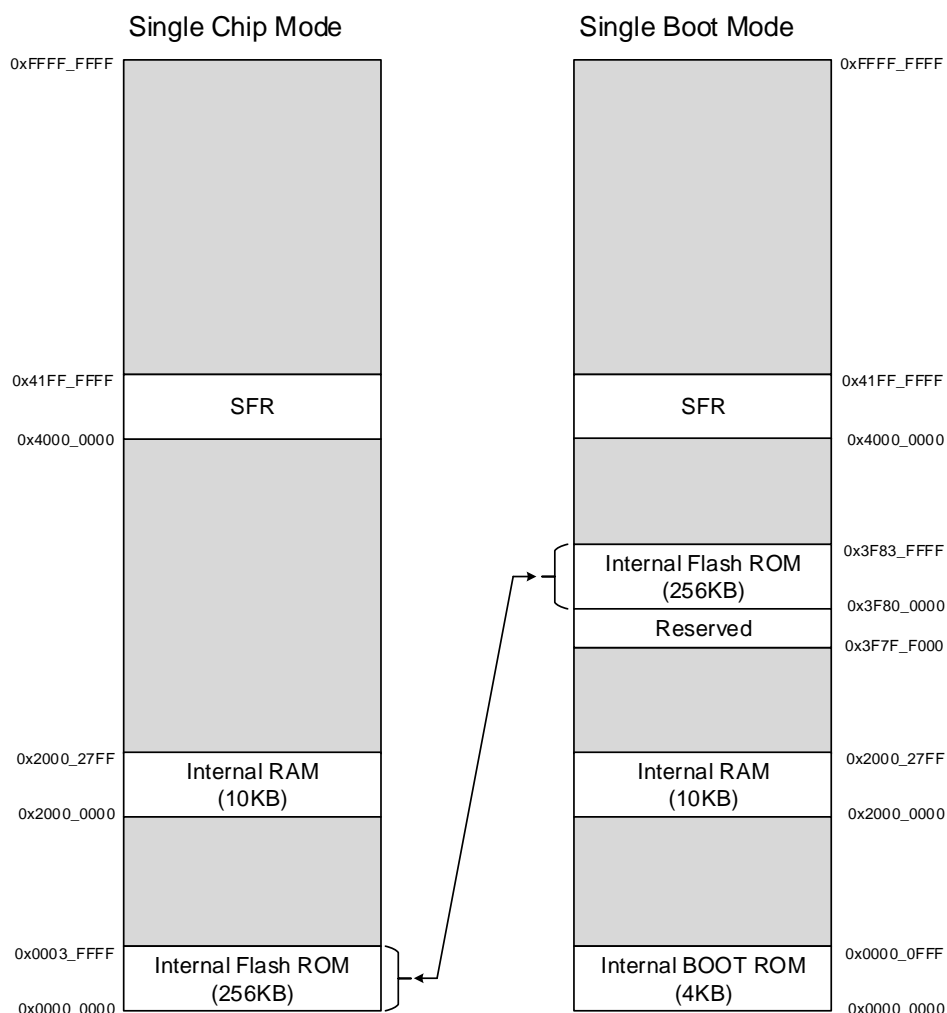 Single Chip Mode
0xFFFF_FFFF
0x41FF_FFFF
SFR
0x4000_0000
0x2000_27FF
Internal RAM
(10KB)
0x2000_0000
0x0003_FFFF
Internal Flash ROM
(256KB)
0x0000_0000
Single Boot Mode
0xFFFF_FFFF
0x41FF_FFFF
SFR
0x4000_0000
0x3F83_FFFF
Internal Flash ROM
(256KB)
0x3F80_0000
Reserved
0x3F7F_F000
0x2000_27FF
Internal RAM
(10KB)
0x2000_0000
0x0000_0FFF
Internal BOOT ROM
(4KB)
0x0000_0000